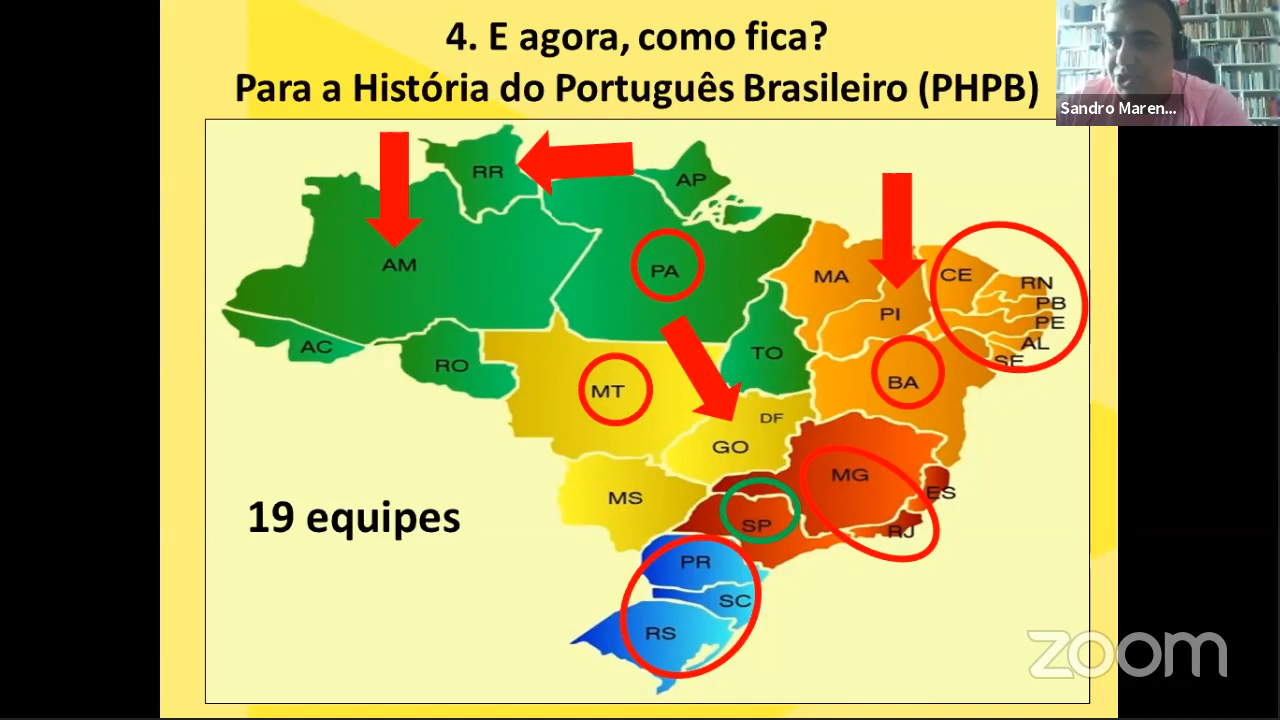 4. E agora, como fica?
Para a História do Português Brasileiro (PHPB)
Sandro Maren...
RR
AP
AM
PA
MA
CE
RN
PB
PI
PE
AL
SE
AC
RO
TO
BA
MT
DF
GO
MG
MS
ES
SP
RJ
19 equipes
PR
SC
RS
zoom